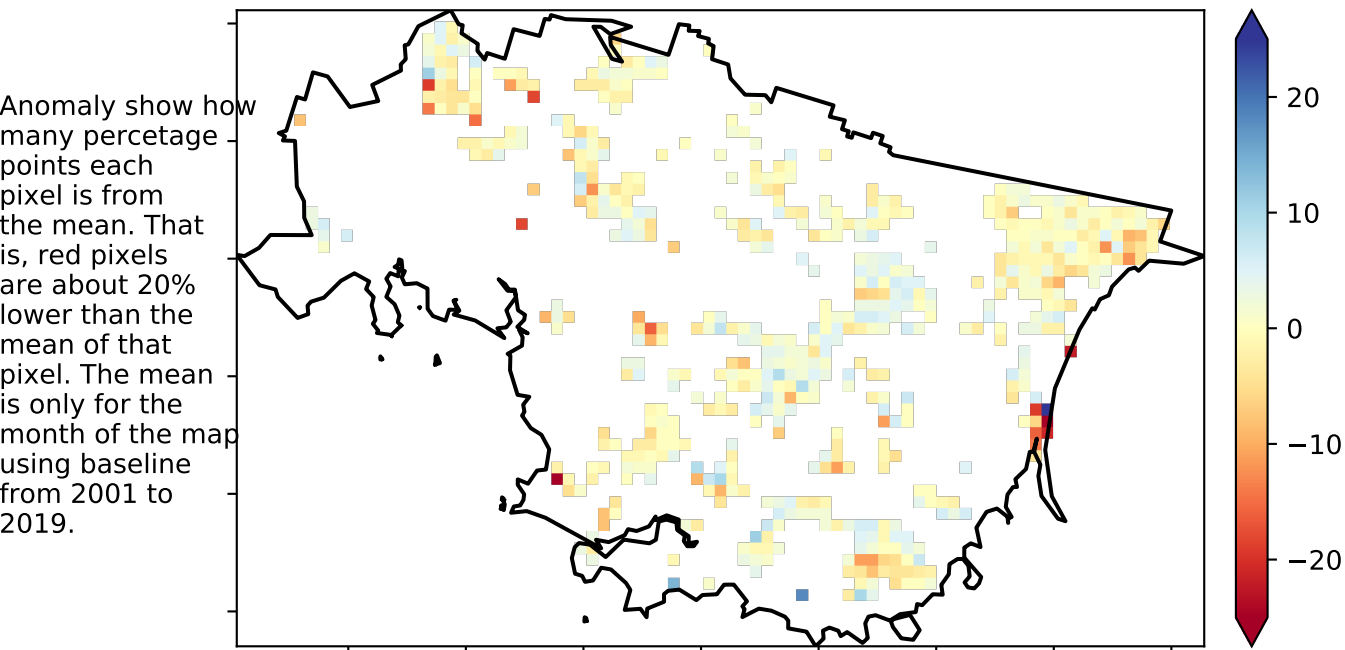 Anomaly show how
many percetage
points each
pixel is from
the mean. That
is, red pixels
are about 20%
lower than the
mean of that
pixel. The mean
is only for the
month of the map
using baseline
from 2001 to
2019.
20
10
0
−10
−20